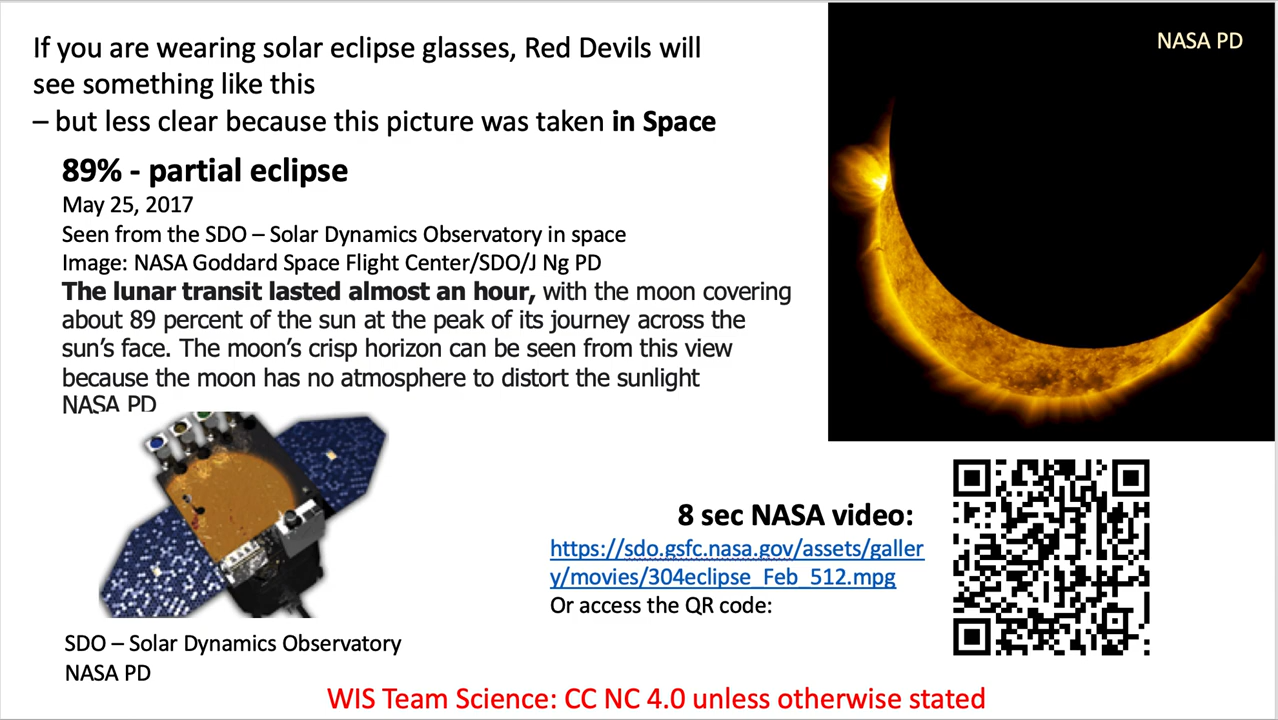 If you are wearing solar eclipse glasses, Red Devils will
see something like this
– but less clear because this picture was taken in Space
NASA PD
89% - partial eclipse
May 25, 2017
Seen from the SDO – Solar Dynamics Observatory in space
Image: NASA Goddard Space Flight Center/SDO/J Ng PD
The lunar transit lasted almost an hour, with the moon covering
about 89 percent of the sun at the peak of its journey across the
sun’s face. The moon’s crisp horizon can be seen from this view
because the moon has no atmosphere to distort the sunlight
NASA PD
8 sec NASA video:
https://sdo.gsfc.nasa.gov/assets/galler
y/movies/304eclipse_Feb_512.mpg
Or access the QR code:
SDO – Solar Dynamics Observatory
NASA PD
WIS Team Science: CC NC 4.0 unless otherwise stated